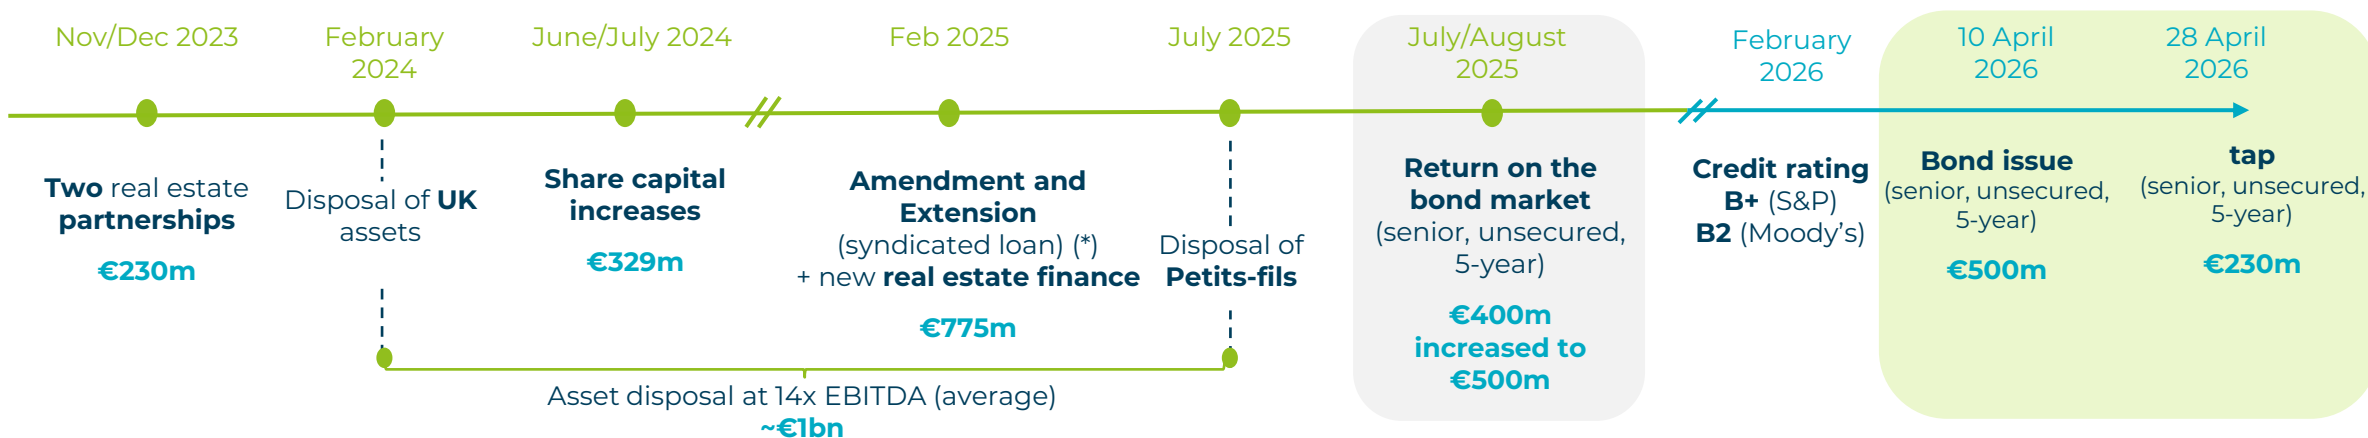 Nov/Dec 2023
Two real estate
partnerships
€230m
February
2024
Disposal of UK
assets
June/July 2024
Share capital
increases
€329m
Feb 2025
Amendment and
Extension
(syndicated loan) (*)
+ new real estate finance
€775m
July 2025
Disposal of
Petits-fils
Asset disposal at 14x EBITDA (average)
~€1bn
July/August
2025
Return on the
bond market
(senior, unsecured,
5-year)
€400m
increased to
€500m
February
2026
Credit rating
B+ (S&P)
B2 (Moody’s)
10 April
2026
Bond issue
(senior, unsecured,
5-year)
€500m
28 April
2026
tap
(senior, unsecured,
5-year)
€230m